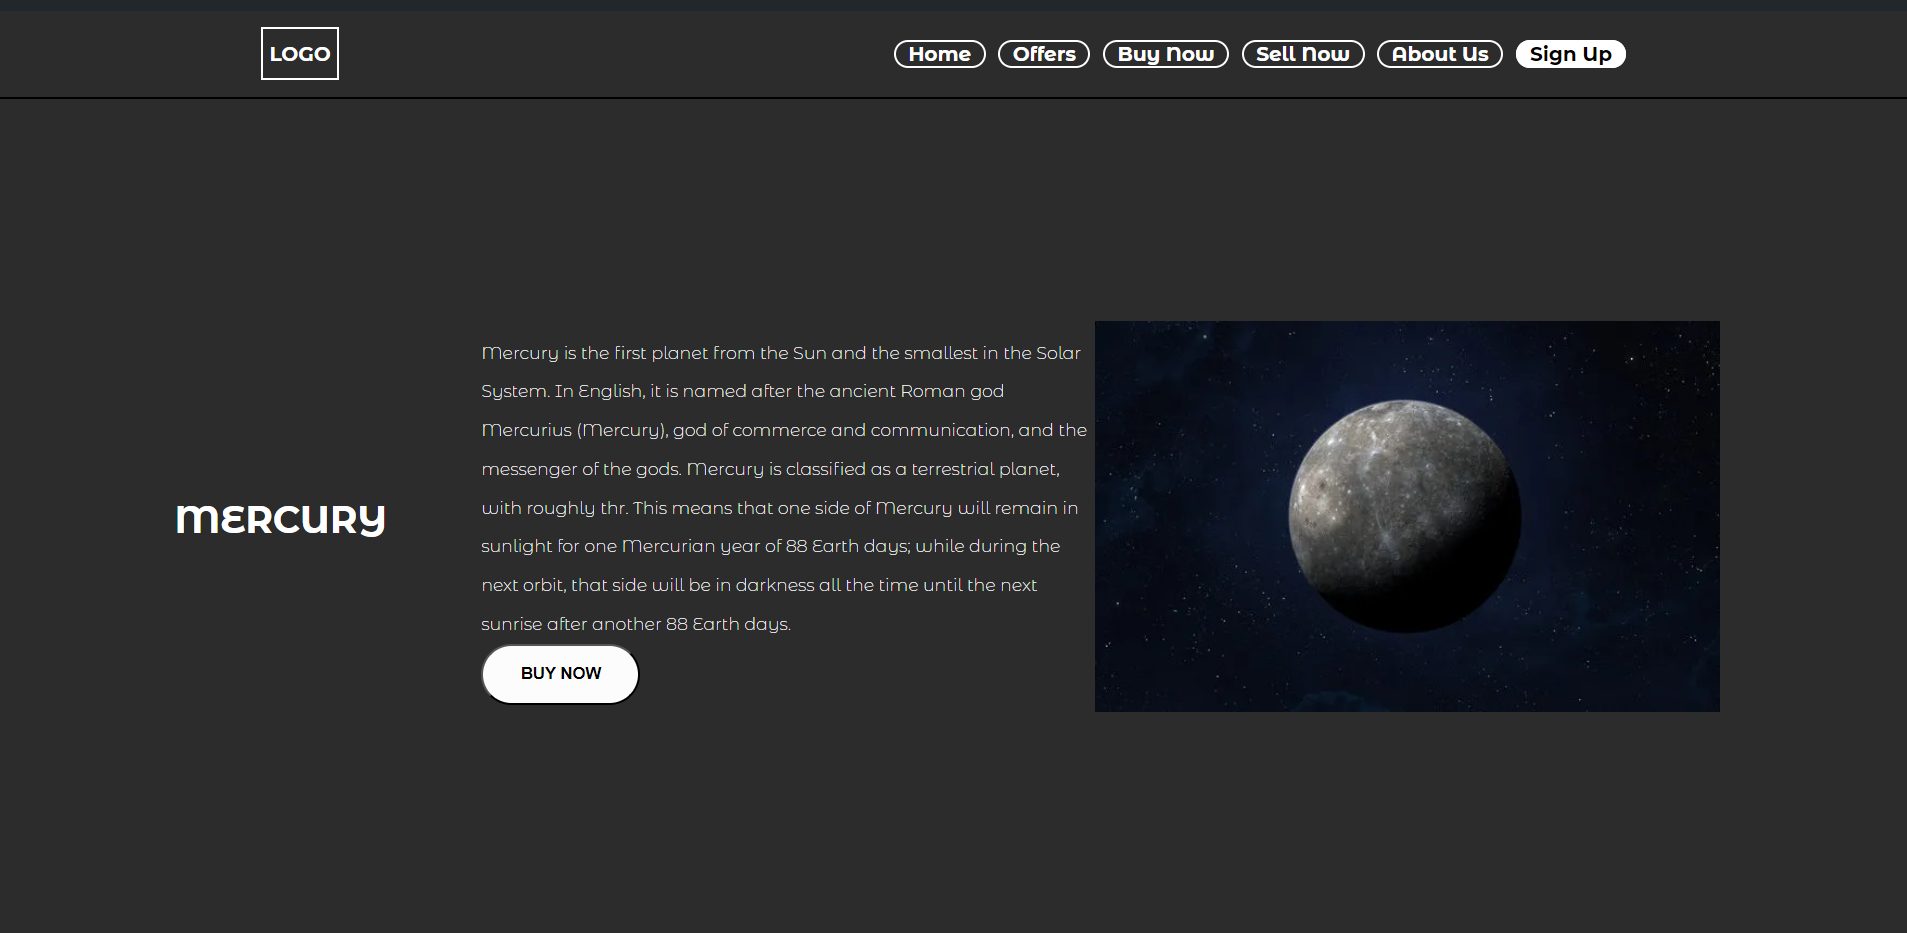 LOGO
Home Offers Buy Now Sell Now About Us Sign Up
MERCURY
Mercury is the first planet from the Sun and the smallest in the Solar
System. In English, it is named after the ancient Roman god
Mercurius (Mercury), god of commerce and communication, and the
messenger of the gods. Mercury is classified as a terrestrial planet,
with roughly thr. This means that one side of Mercury will remain in
sunlight for one Mercurian year of 88 Earth days; while during the
next orbit, that side will be in darkness all the time until the next
sunrise after another 88 Earth days.
BUY NOW